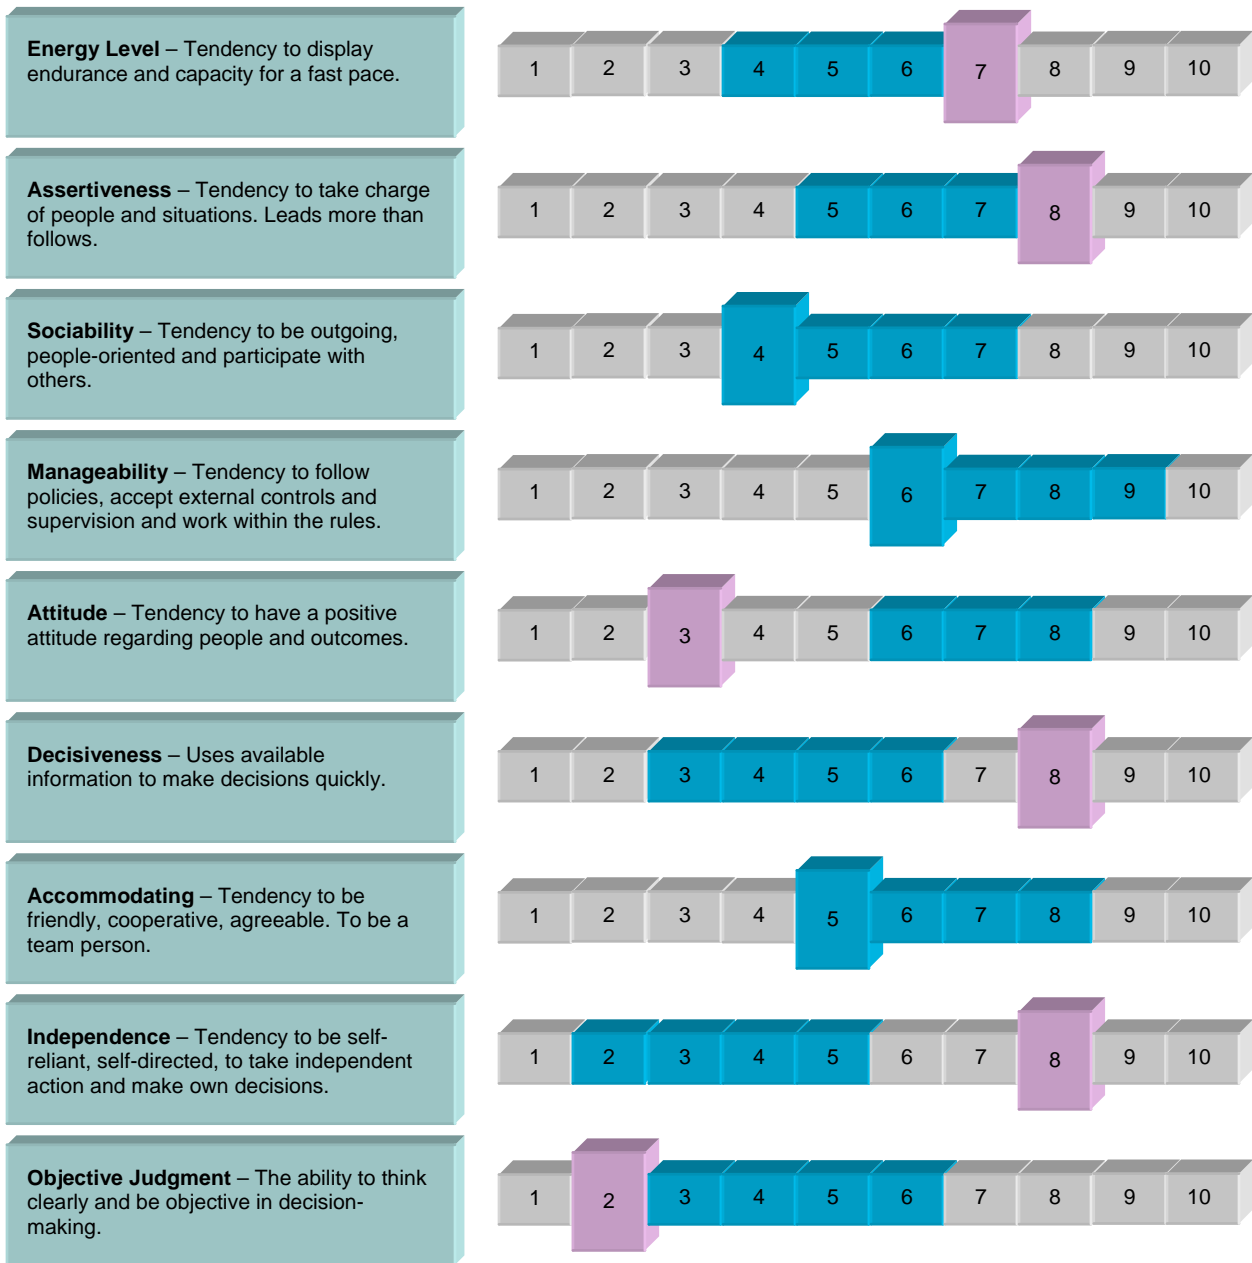 Energy Level – Tendency to display
endurance and capacity for a fast pace.
1 2 3 4 5 6 7 8 9 10
Assertiveness – Tendency to take charge
of people and situations. Leads more than
follows.
1 2 3 4 5 6 7 8 9 10
Sociability – Tendency to be outgoing,
people-oriented and participate with
others.
1 2 3 4 5 6 7 8 9 10
Manageability – Tendency to follow
policies, accept external controls and
supervision and work within the rules.
1 2 3 4 5 6 7 8 9 10
Attitude – Tendency to have a positive
attitude regarding people and outcomes.
1 2 3 4 5 6 7 8 9 10
Decisiveness – Uses available
information to make decisions quickly.
1 2 3 4 5 6 7 8 9 10
Accommodating – Tendency to be
friendly, cooperative, agreeable. To be a
team person.
1 2 3 4 5 6 7 8 9 10
Independence – Tendency to be self-
reliant, self-directed, to take independent
action and make own decisions.
1 2 3 4 5 6 7 8 9 10
Objective Judgment – The ability to think
clearly and be objective in decision-
making.
1 2 3 4 5 6 7 8 9 10